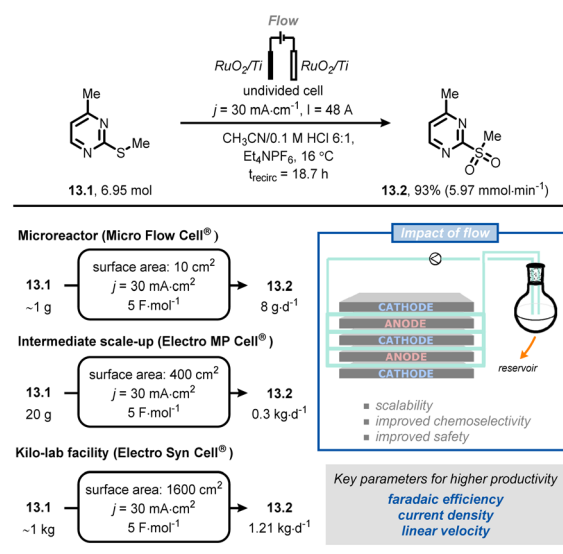 Flow
RuO2/Ti RuO2/Ti
undivided cell
j = 30 mA·cm-1, I = 48 A
CH3CN/0.1 M HCl 6:1,
Et4NPF6, 16 °C
trecirc = 18.7 h
Me
N
N
S
Me
13.1, 6.95 mol
Me
N
N
Me
S
O
O
13.2, 93% (5.97 mmol·min-1)
Microreactor (Micro Flow Cell®)
13.1
~1 g
surface area: 10 cm2
j = 30 mA·cm2
5 F·mol-1
13.2
8 g·d-1
Intermediate scale-up (Electro MP Cell®)
13.1
20 g
surface area: 400 cm2
j = 30 mA·cm2
5 F·mol-1
13.2
0.3 kg·d-1
Kilo-lab facility (Electro Syn Cell®)
13.1
~1 kg
surface area: 1600 cm2
j = 30 mA·cm2
5 F·mol-1
13.2
1.21 kg·d-1
Impact of flow
CATHODE
ANODE
CATHODE
ANODE
CATHODE
reservoir
scalability
improved chemoselectivity
improved safety
Key parameters for higher productivity
faradaic efficiency
current density
linear velocity